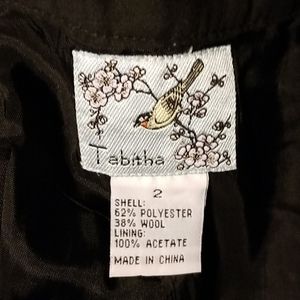 Tabitha
2
SHELL:
62% POLYESTER
38% WOOL
LINING:
100% ACETATE
MADE IN CHINA